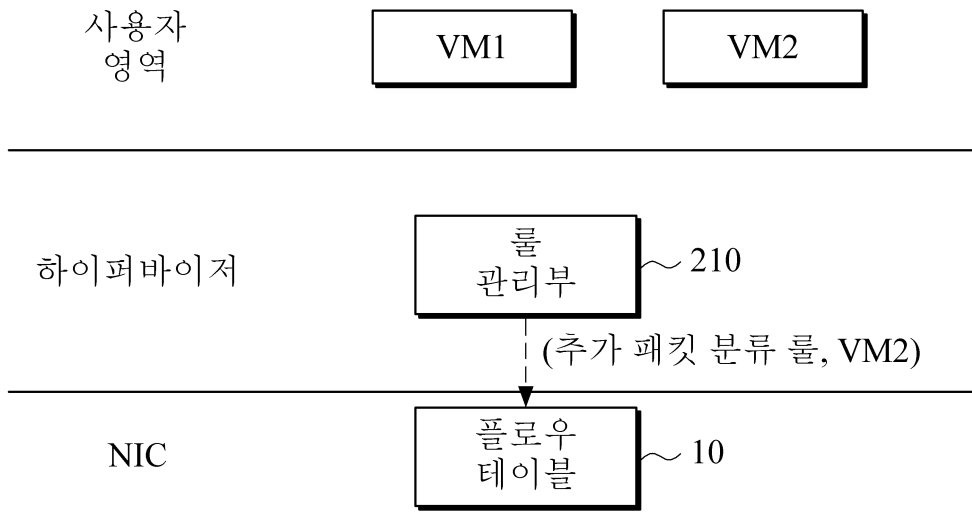 사용자
영역
VM1
VM2
하이퍼바이저
룰
관리부
210
(추가 패킷 분류 룰, VM2)
NIC
플로우
테이블
10